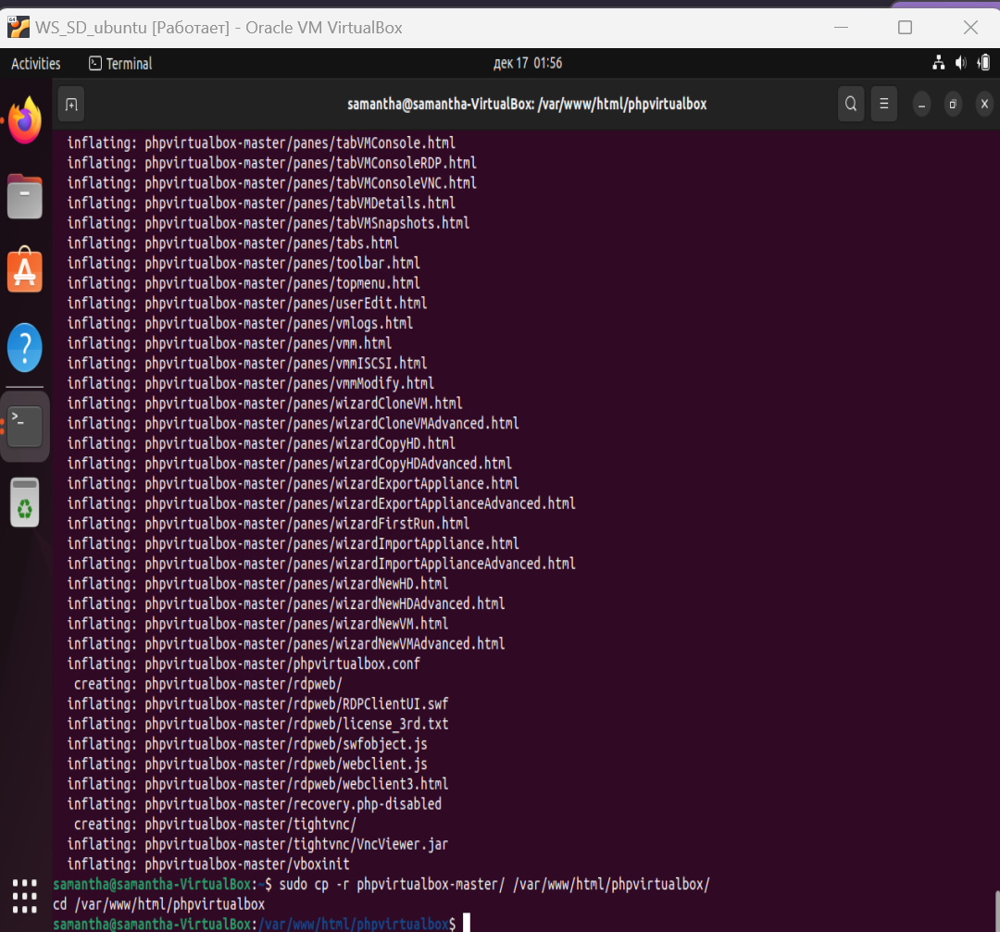 WS_SD_ubuntu [Работает] - Oracle VM VirtualBox
Activities
Terminal
дек 17 01:56
samantha@samantha-VirtualBox: /var/www/html/phpvirtualbox
inflating: phpvirtualbox-master/panes/tabVMConsole.html
inflating: phpvirtualbox-master/panes/tabVMConsoleRDP.html
inflating: phpvirtualbox-master/panes/tabVMConsoleVNC.html
inflating: phpvirtualbox-master/panes/tabVMDetails.html
inflating: phpvirtualbox-master/panes/tabVMSnapshots.html
inflating: phpvirtualbox-master/panes/tabs.html
inflating: phpvirtualbox-master/panes/toolbar.html
inflating: phpvirtualbox-master/panes/topmenu.html
inflating: phpvirtualbox-master/panes/userEdit.html
inflating: phpvirtualbox-master/panes/vmlogs.html
inflating: phpvirtualbox-master/panes/vmm.html
inflating: phpvirtualbox-master/panes/vmmISCSI.html
inflating: phpvirtualbox-master/panes/vmmModify.html
inflating: phpvirtualbox-master/panes/wizardCloneVM.html
inflating: phpvirtualbox-master/panes/wizardCloneVMAdvanced.html
inflating: phpvirtualbox-master/panes/wizardCopyHD.html
inflating: phpvirtualbox-master/panes/wizardCopyHDAdvanced.html
inflating: phpvirtualbox-master/panes/wizardExportAppliance.html
inflating: phpvirtualbox-master/panes/wizardExportApplianceAdvanced.html
inflating: phpvirtualbox-master/panes/wizardFirstRun.html
inflating: phpvirtualbox-master/panes/wizardImportAppliance.html
inflating: phpvirtualbox-master/panes/wizardImportApplianceAdvanced.html
inflating: phpvirtualbox-master/panes/wizardNewHD.html
inflating: phpvirtualbox-master/panes/wizardNewHDAdvanced.html
inflating: phpvirtualbox-master/panes/wizardNewVM.html
inflating: phpvirtualbox-master/panes/wizardNewVMAdvanced.html
inflating: phpvirtualbox-master/phpvirtualbox.conf
creating: phpvirtualbox-master/rdpweb/
inflating: phpvirtualbox-master/rdpweb/RDPClientUI.swf
inflating: phpvirtualbox-master/rdpweb/license_3rd.txt
inflating: phpvirtualbox-master/rdpweb/swfobject.js
inflating: phpvirtualbox-master/rdpweb/webclient.js
inflating: phpvirtualbox-master/rdpweb/webclient3.html
inflating: phpvirtualbox-master/recovery.php-disabled
creating: phpvirtualbox-master/tightvnc/
inflating: phpvirtualbox-master/tightvnc/VncViewer.jar
inflating: phpvirtualbox-master/vboxinit
samantha@samantha-VirtualBox:~$ sudo cp -r phpvirtualbox-master/ /var/www/html/phpvirtualbox/
cd /var/www/html/phpvirtualbox
samantha@samantha-VirtualBox:/var/www/html/phpvirtualbox$